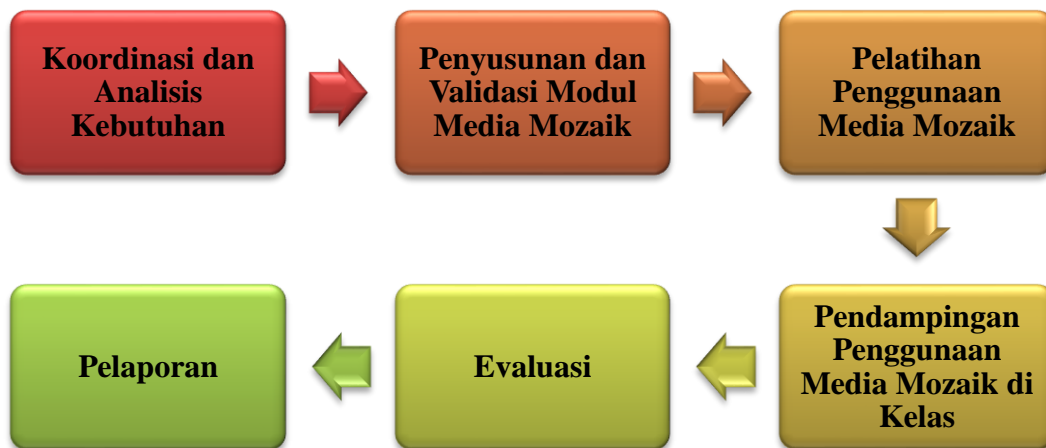 Koordinasi dan
Analisis
Kebutuhan
Penyusunan dan
Validasi Modul
Media Mozaik
Pelatihan
Penggunaan
Media Mozaik
Pendampingan
Penggunaan
Media Mozaik di
Kelas
Evaluasi
Pelaporan